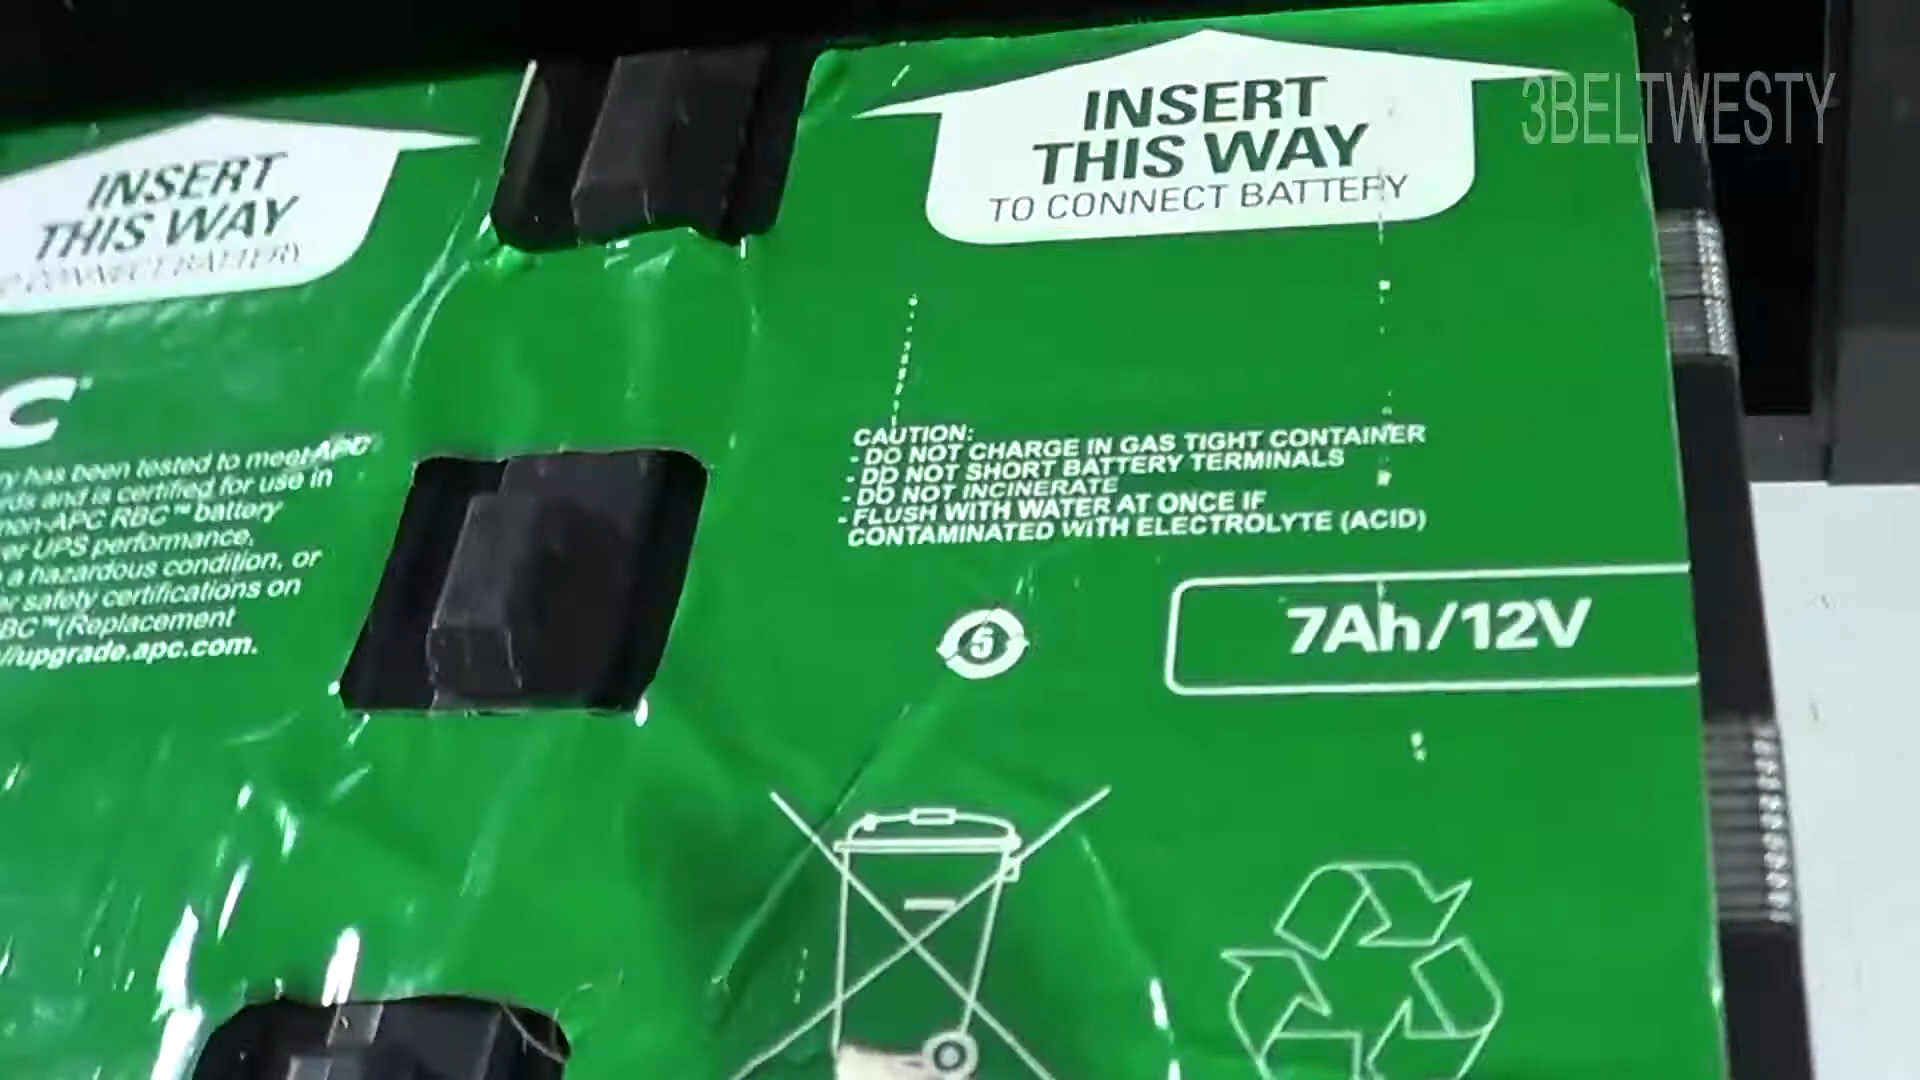 3BELTWESTY
INSERT
THIS WAY
TO CONNECT BATTERY
INSERT
THIS WAY
CONNECT BATTERY
C
has been tested to meet APC
and is certified for use in
non-APC RBC™ battery
UPS performance,
a hazardous condition, or
safety certifications on
RBC™(Replacement
//upgrade.apc.com.
CAUTION:
- DO NOT CHARGE IN GAS TIGHT CONTAINER
- DO NOT SHORT BATTERY TERMINALS
- DO NOT INCINERATE
- FLUSH WITH WATER AT ONCE IF
CONTAMINATED WITH ELECTROLYTE (ACID)
5
7Ah/12V